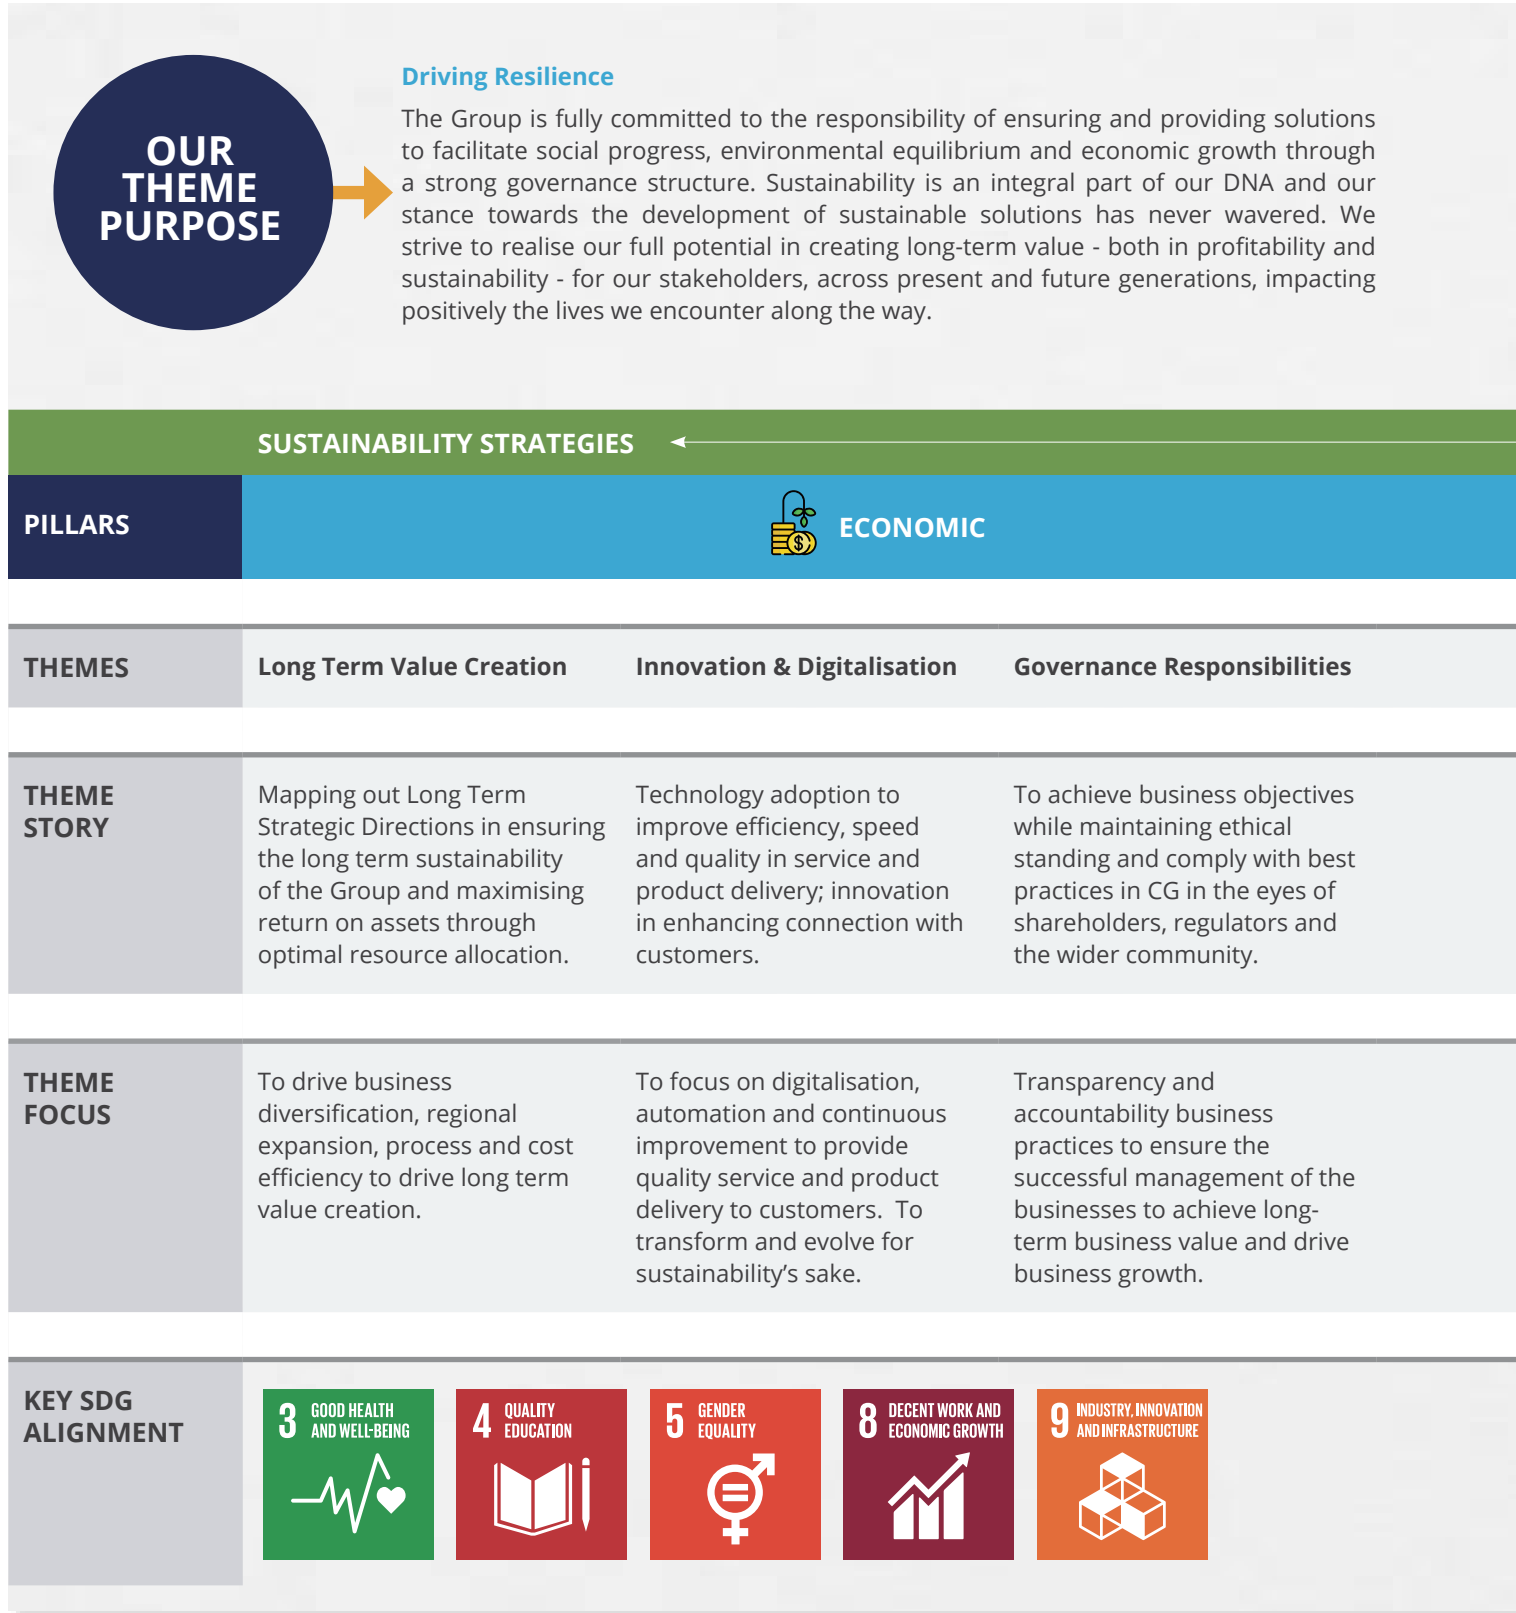 OUR
THEME
PURPOSE
Driving Resilience
The Group is fully committed to the responsibility of ensuring and providing solutions
to facilitate social progress, environmental equilibrium and economic growth through
a strong governance structure. Sustainability is an integral part of our DNA and our
stance towards the development of sustainable solutions has never wavered. We
strive to realise our full potential in creating long-term value - both in profitability and
sustainability - for our stakeholders, across present and future generations, impacting
positively the lives we encounter along the way.
SUSTAINABILITY STRATEGIES
PILLARS
$
ECONOMIC
THEMES
Long Term Value Creation
Innovation & Digitalisation
Governance Responsibilities
THEME
STORY
Mapping out Long Term
Strategic Directions in ensuring
the long term sustainability
of the Group and maximising
return on assets through
optimal resource allocation.
Technology adoption to
improve efficiency, speed
and quality in service and
product delivery; innovation
in enhancing connection with
customers.
To achieve business objectives
while maintaining ethical
standing and comply with best
practices in CG in the eyes of
shareholders, regulators and
the wider community.
THEME
FOCUS
To drive business
diversification, regional
expansion, process and cost
efficiency to drive long term
value creation.
To focus on digitalisation,
automation and continuous
improvement to provide
quality service and product
delivery to customers.  To
transform and evolve for
sustainability's sake.
Transparency and
accountability business
practices to ensure the
successful management of the
businesses to achieve long-
term business value and drive
business growth.
KEY SDG
ALIGNMENT
3 GOOD HEALTH
AND WELL-BEING
4 QUALITY
EDUCATION
5 GENDER
EQUALITY
8 DECENT WORK AND
ECONOMIC GROWTH
9 INDUSTRY, INNOVATION
AND INFRASTRUCTURE